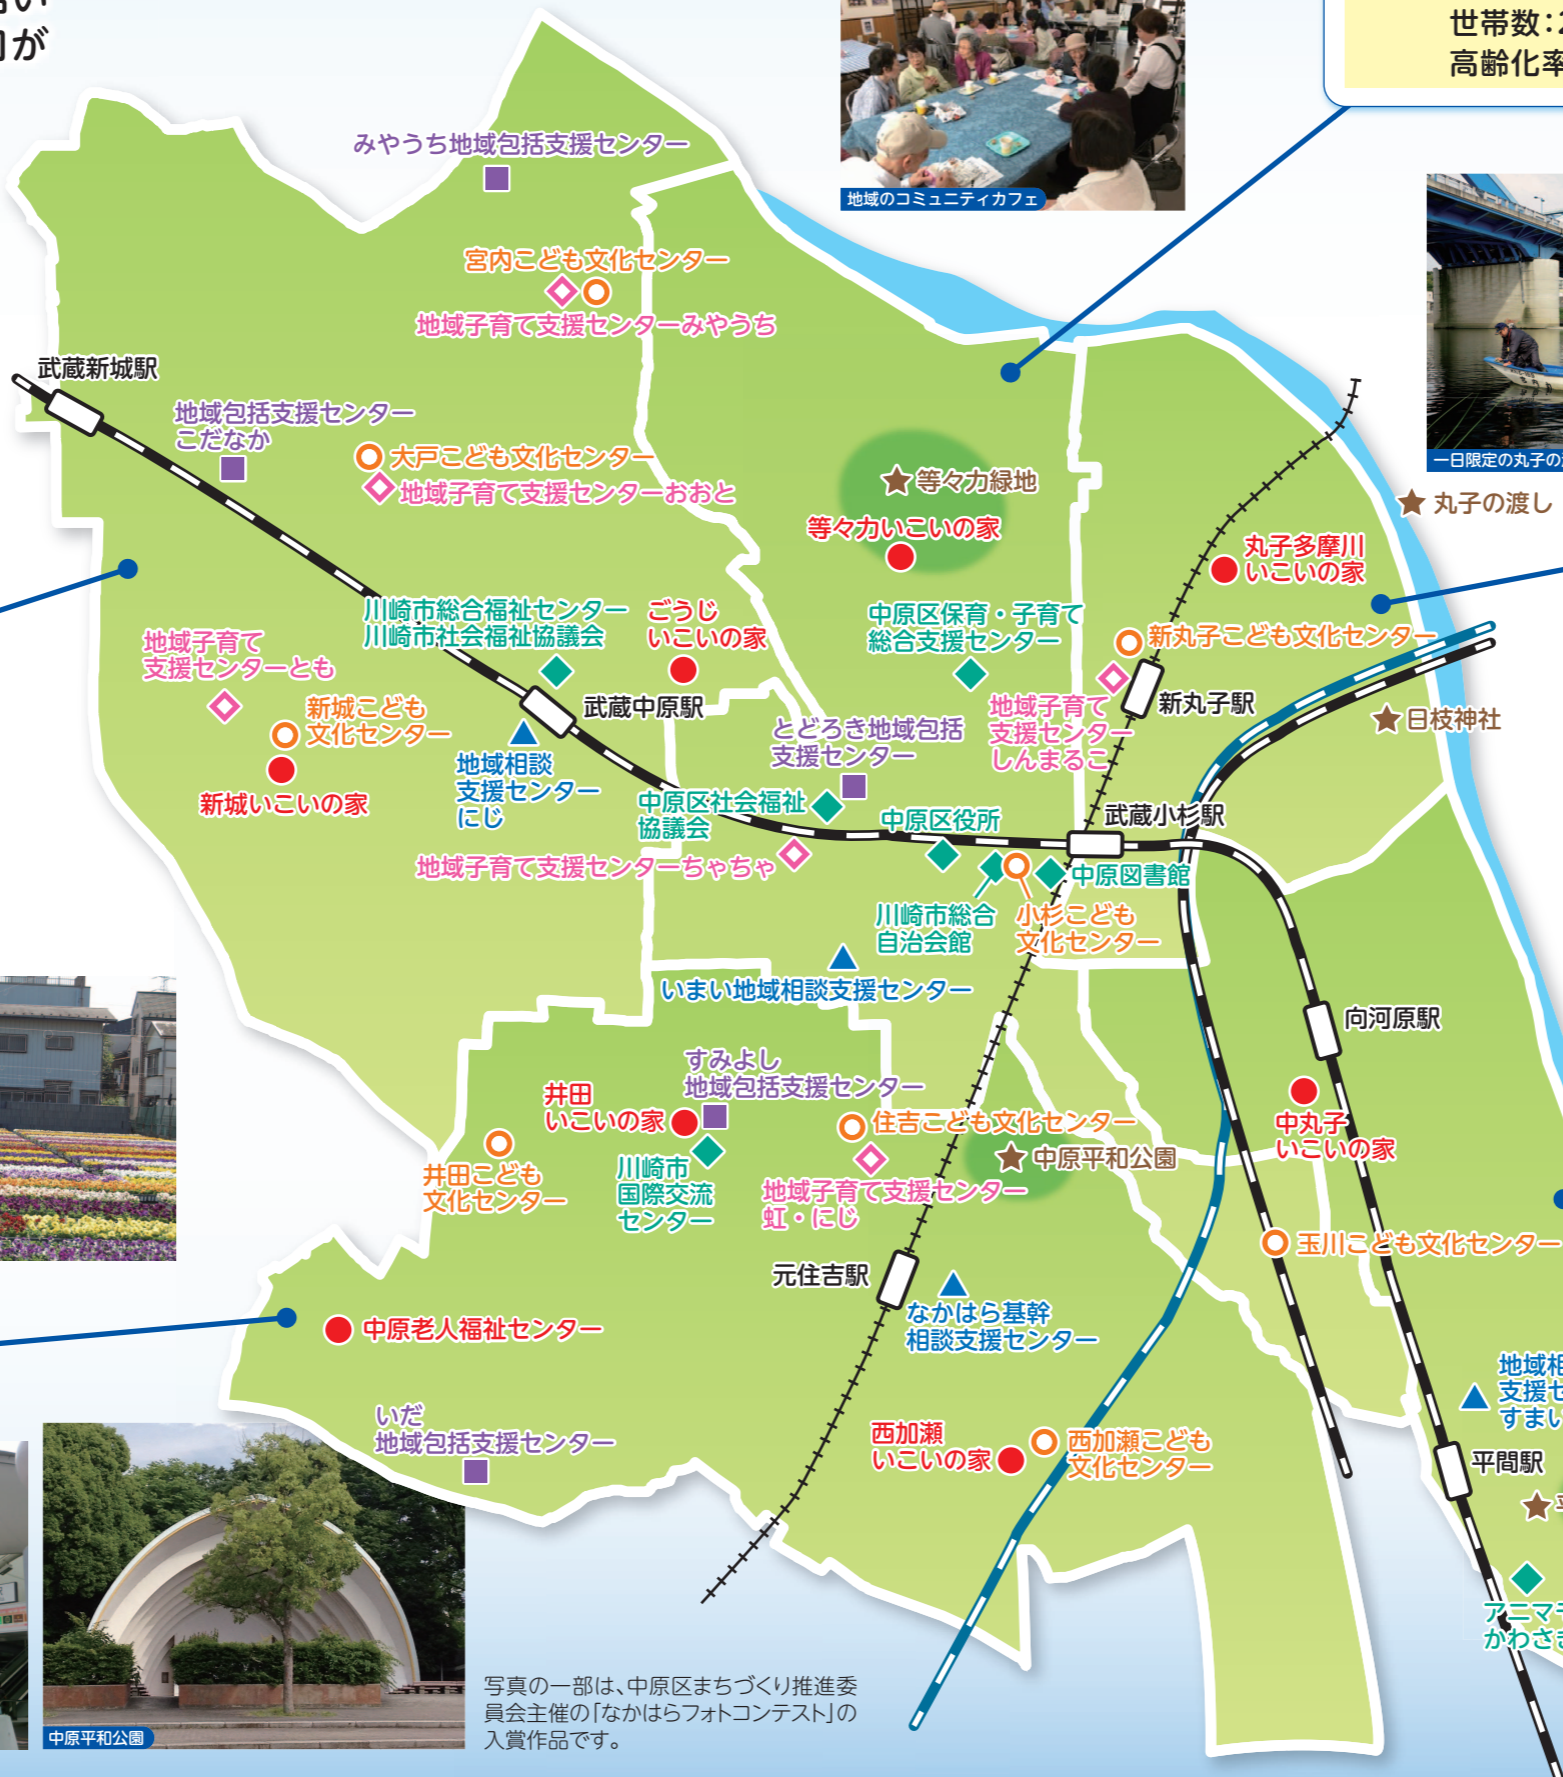 が
世帯数:
高齢化率
地域のコミュニティカフェ
みやうち地域包括支援センター
宮内こども文化センター
地域子育て支援センターみやうち
武蔵新城駅
地域包括支援センター
こだなか
大戸こども文化センター
地域子育て支援センターおおと
等々力緑地
等々力いこいの家
一日限定の丸子の
丸子の渡し
丸子多摩川
いこいの家
川崎市総合福祉センター
川崎市社会福祉協議会
ごうじ
いこいの家
中原区保育・子育て
総合支援センター
新丸子こども文化センター
地域子育て
支援センターとも
新城こども
文化センター
新城いこいの家
武蔵中原駅
地域相談
支援センター
にじ
とどろき地域包括
支援センター
地域子育て
支援センター
しんまるこ
新丸子駅
日枝神社
中原区社会福祉
協議会
中原区役所
武蔵小杉駅
地域子育て支援センターちゃちゃ
中原図書館
川崎市総合
自治会館
小杉こども
文化センター
いまい地域相談支援センター
向河原駅
すみよし
地域包括支援センター
井田
いこいの家
住吉こども文化センター
中丸子
いこいの家
井田こども
文化センター
川崎市
国際交流
センター
中原平和公園
地域子育て支援センター
虹・にじ
玉川こども文化センター
元住吉駅
なかはら基幹
相談支援センター
中原老人福祉センター
いだ
地域包括支援センター
西加瀬
いこいの家
西加瀬こども
文化センター
地域相
支援セ
すまい
平間駅
アニマ
かわさき
中原平和公園
写真の一部は、中原区まちづくり推進委
員会主催の「なかはらフォトコンテスト」の
入賞作品です。